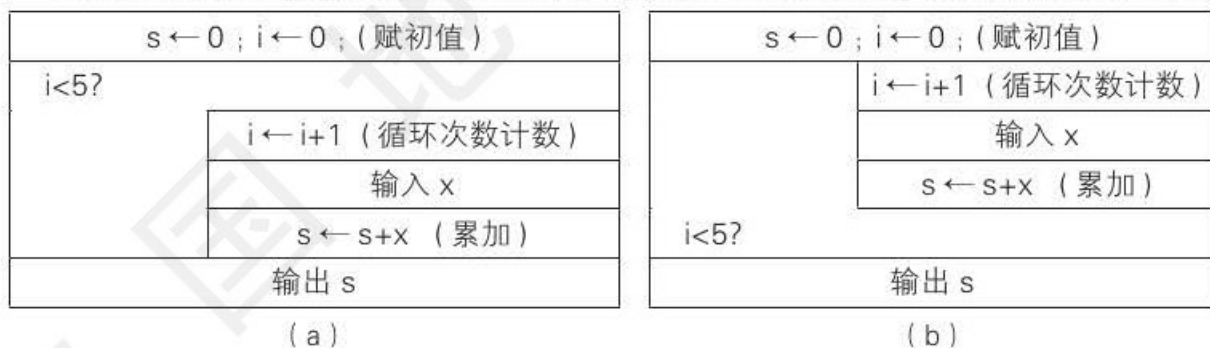 s←0；i←0；(赋初值)
i<5?
i←i+1（循环次数计数）
输入 x
s←s+x （累加）
输出 s
(a)
s←0；i←0；(赋初值)
i←i+1（循环次数计数）
输入 x
s←s+x （累加）
i<5?
输出 s
(b)
国
地